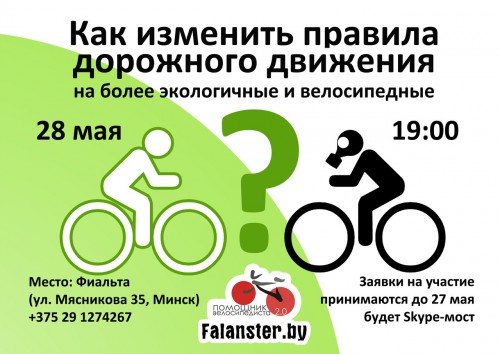 Как изменить правила
дорожного движения
на более экологичные и велосипедные
28 мая
19:00
?
Место: Фиальта
(ул. Мясникова 35, Минск)
+375 29 1274267
ПОМОЩНИК
велосипедиста 2.0
Falanster.by
Заявки на участие
принимаются до 27 мая
будет Skype-мост